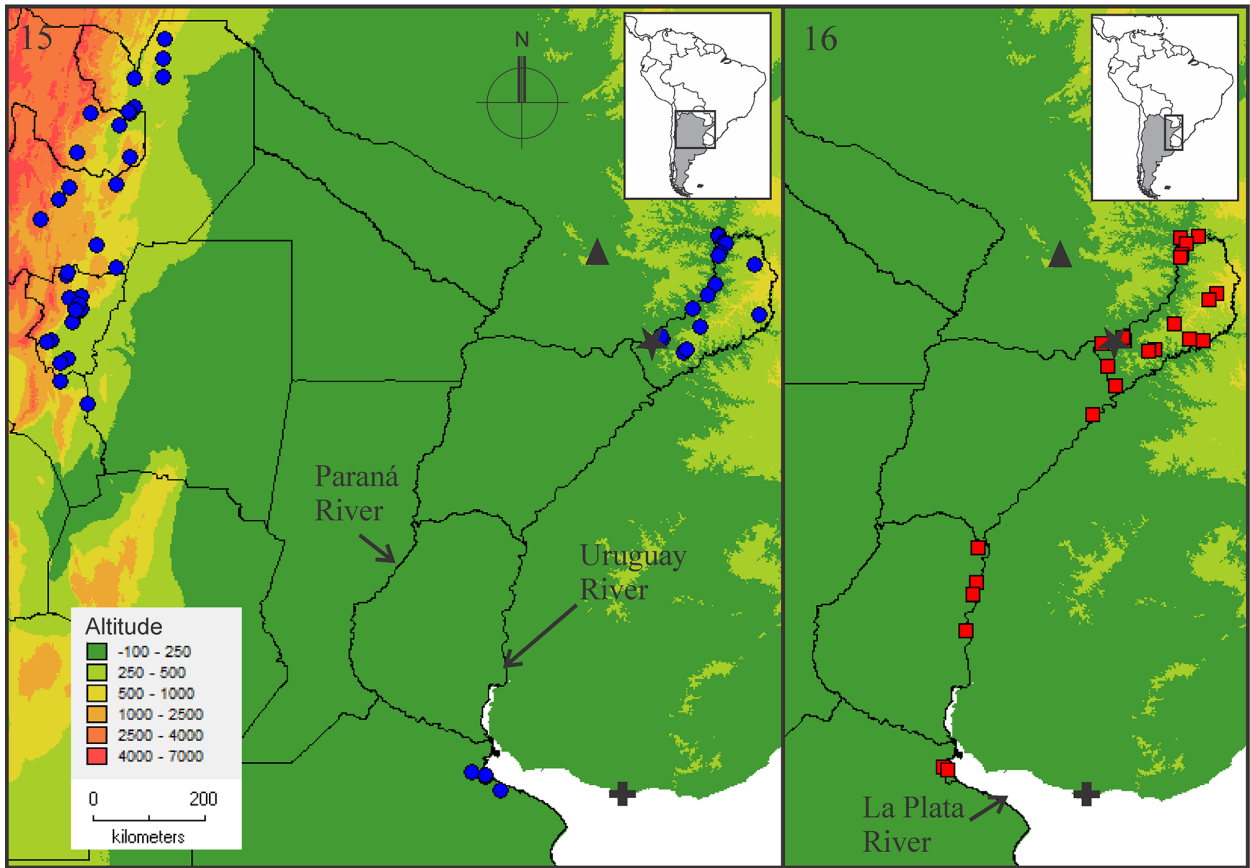 15
N
16
Paraná
River
Uruguay
River
Altitude
-100 - 250
250 - 500
500 - 1000
1000 - 2500
2500 - 4000
4000 - 7000
0 200
kilometers
La Plata
River